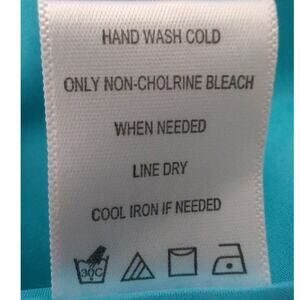 HAND WASH COLD
ONLY NON-CHOLRINE BLEACH
WHEN NEEDED
LINE DRY
COOL IRON IF NEEDED
30C